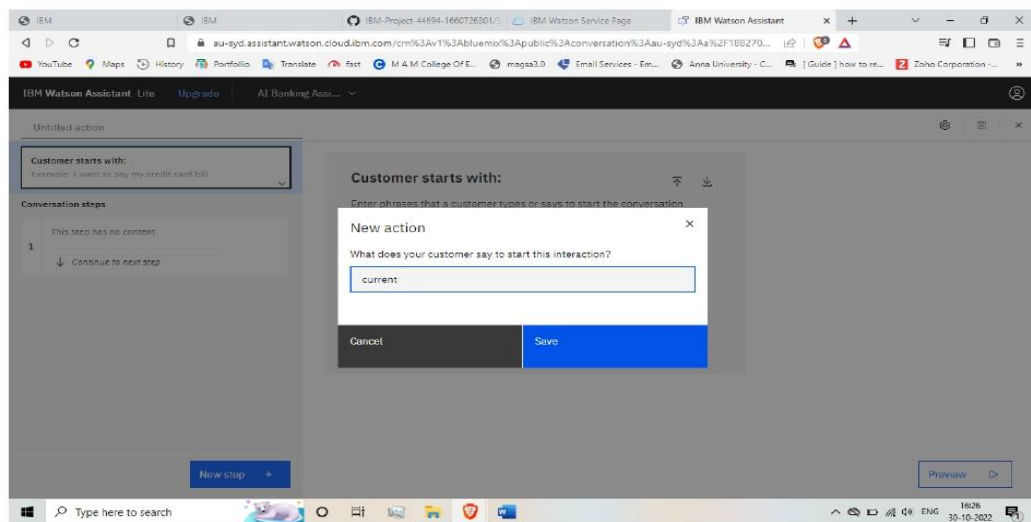 IBM
IBM
IBM-Project-44694-1660726301/
IBM Watson Service Page
IBM Watson Assistant
au-syd.assistant.watson.cloud.ibm.com/crn%3Av1%3Abluemix%3Apublic%3Aconversation%3Aau-syd%3Aa%2F188270...
YouTube
Maps
History
Portfollio
Translate
fast
M A M College Of E...
magsa3.0
Email Services - Em...
Anna University - C...
[Guide ] how to re...
Zoho Corporation -...
IBM Watson Assistant Lite
Upgrade
AI Banking Assi...
Untitled action
Customer starts with:
Example: I want to pay my credit card bill.
Conversation steps
1
This step has no content
Continue to next step
New step +
Customer starts with:
Enter phrases that a customer types or says to start the conversation
New action
What does your customer say to start this interaction?
current
Cancel
Save
Preview
Type here to search
ENG
16:26
30-10-2022